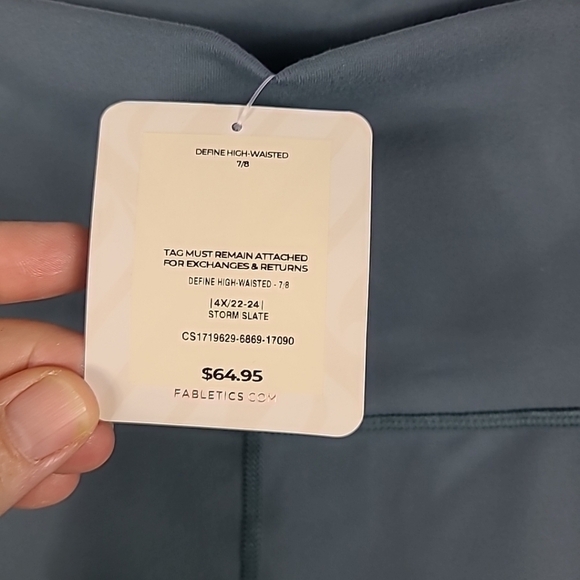 DEFINE HIGH-WAISTED
7/8
TAG MUST REMAIN ATTACHED
FOR EXCHANGES & RETURNS
DEFINE HIGH-WAISTED - 7/8
|4X/22-24|
STORM SLATE
CS1719629-6869-17090
$64.95
FABLETICS.COM